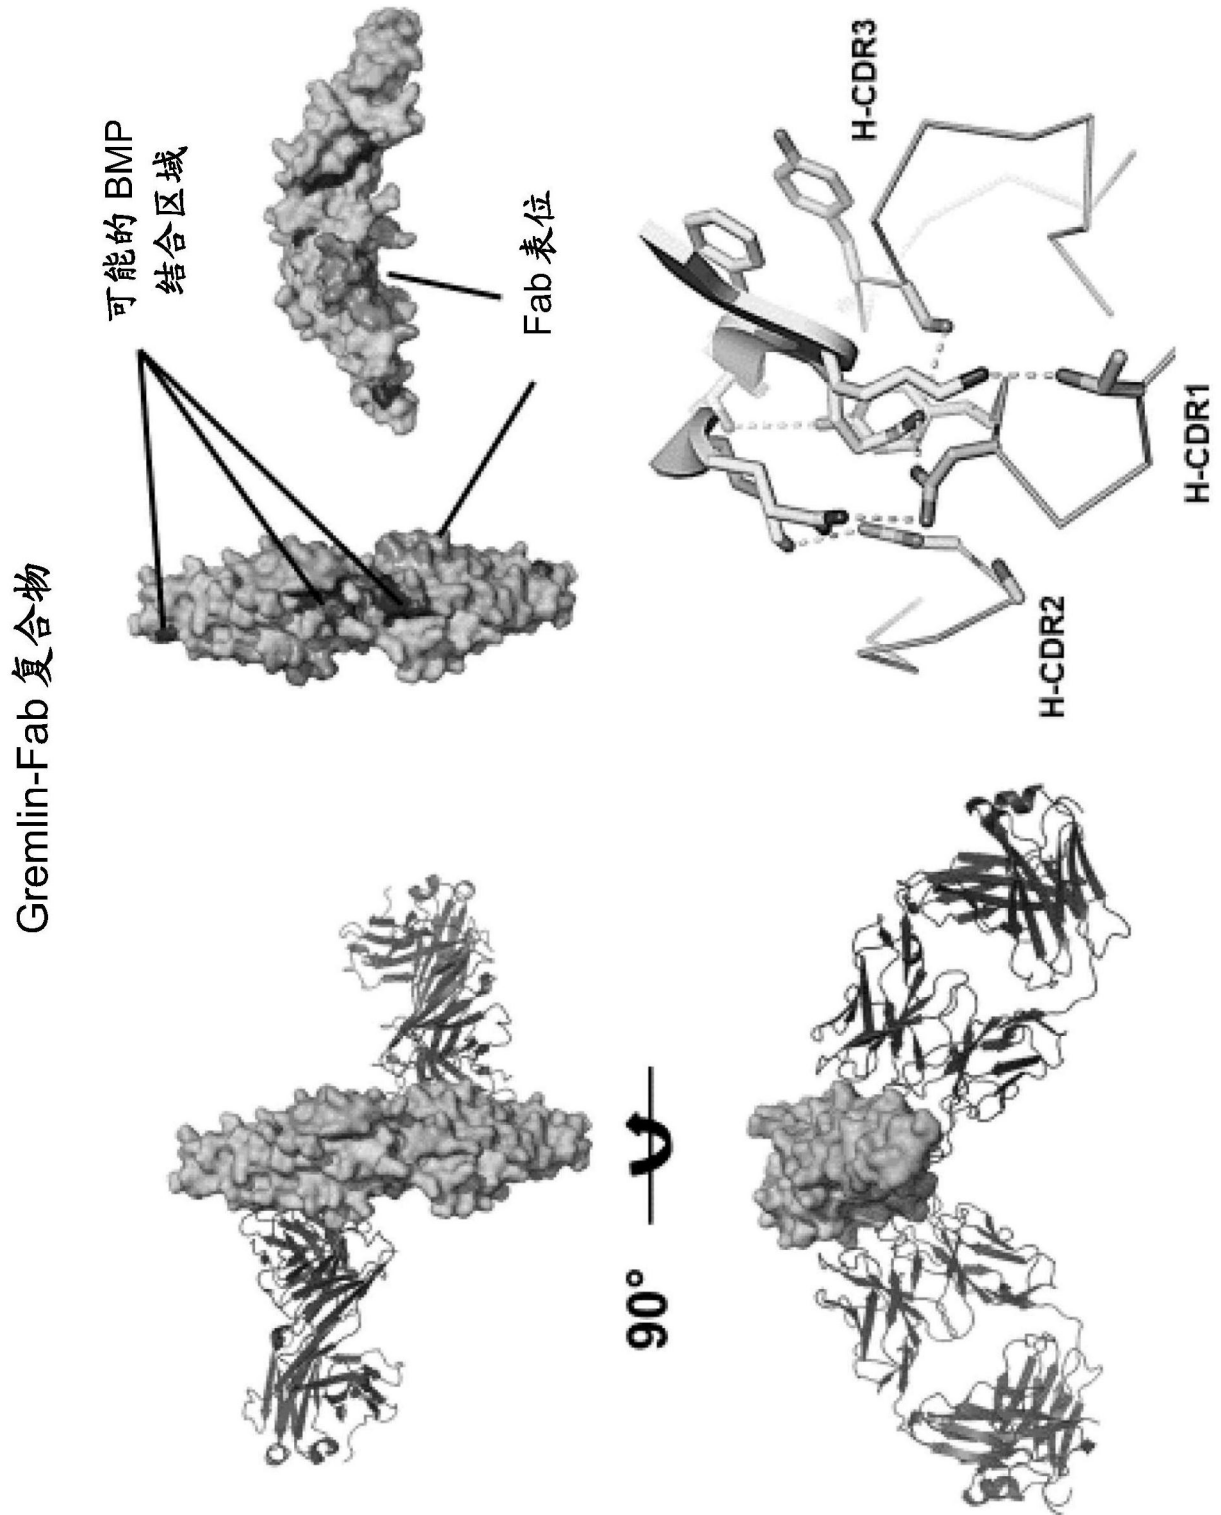 Gremlin-Fab 复合物
可能的 BMP
结合区域
Fab 表位
90°
H-CDR3
H-CDR2
H-CDR1